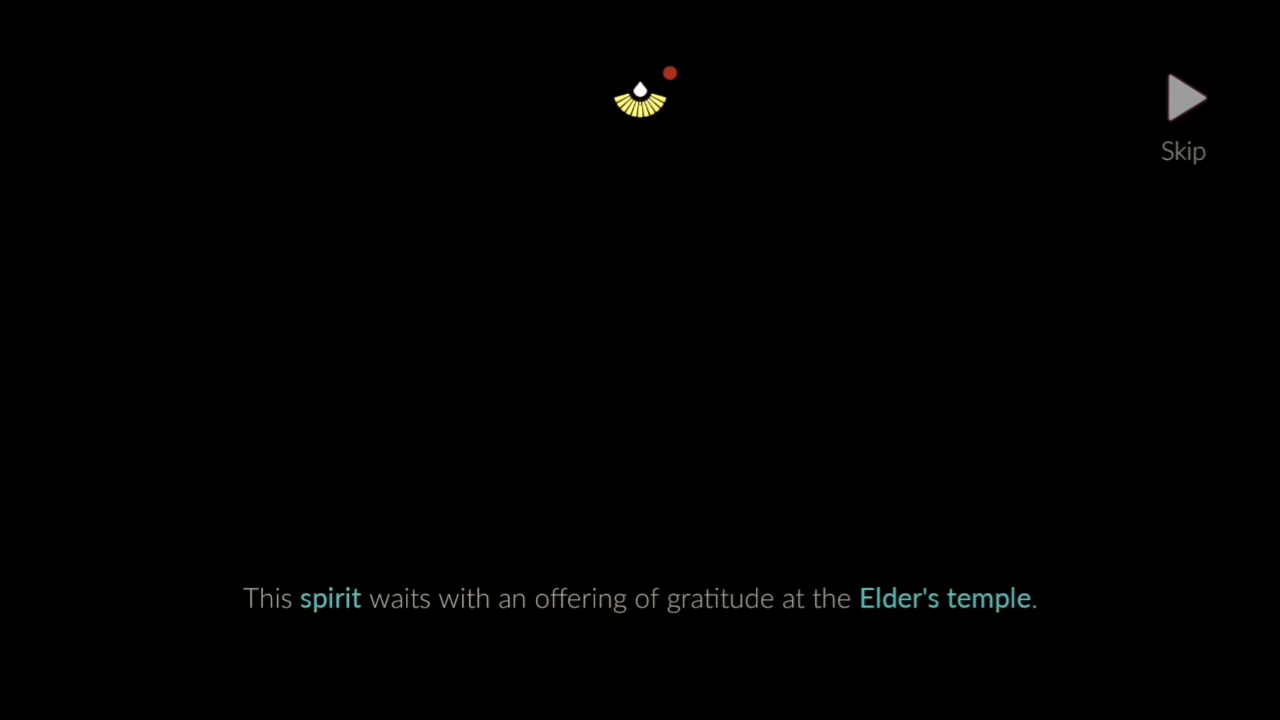 Skip
This spirit waits with an offering of gratitude at the Elder's temple.